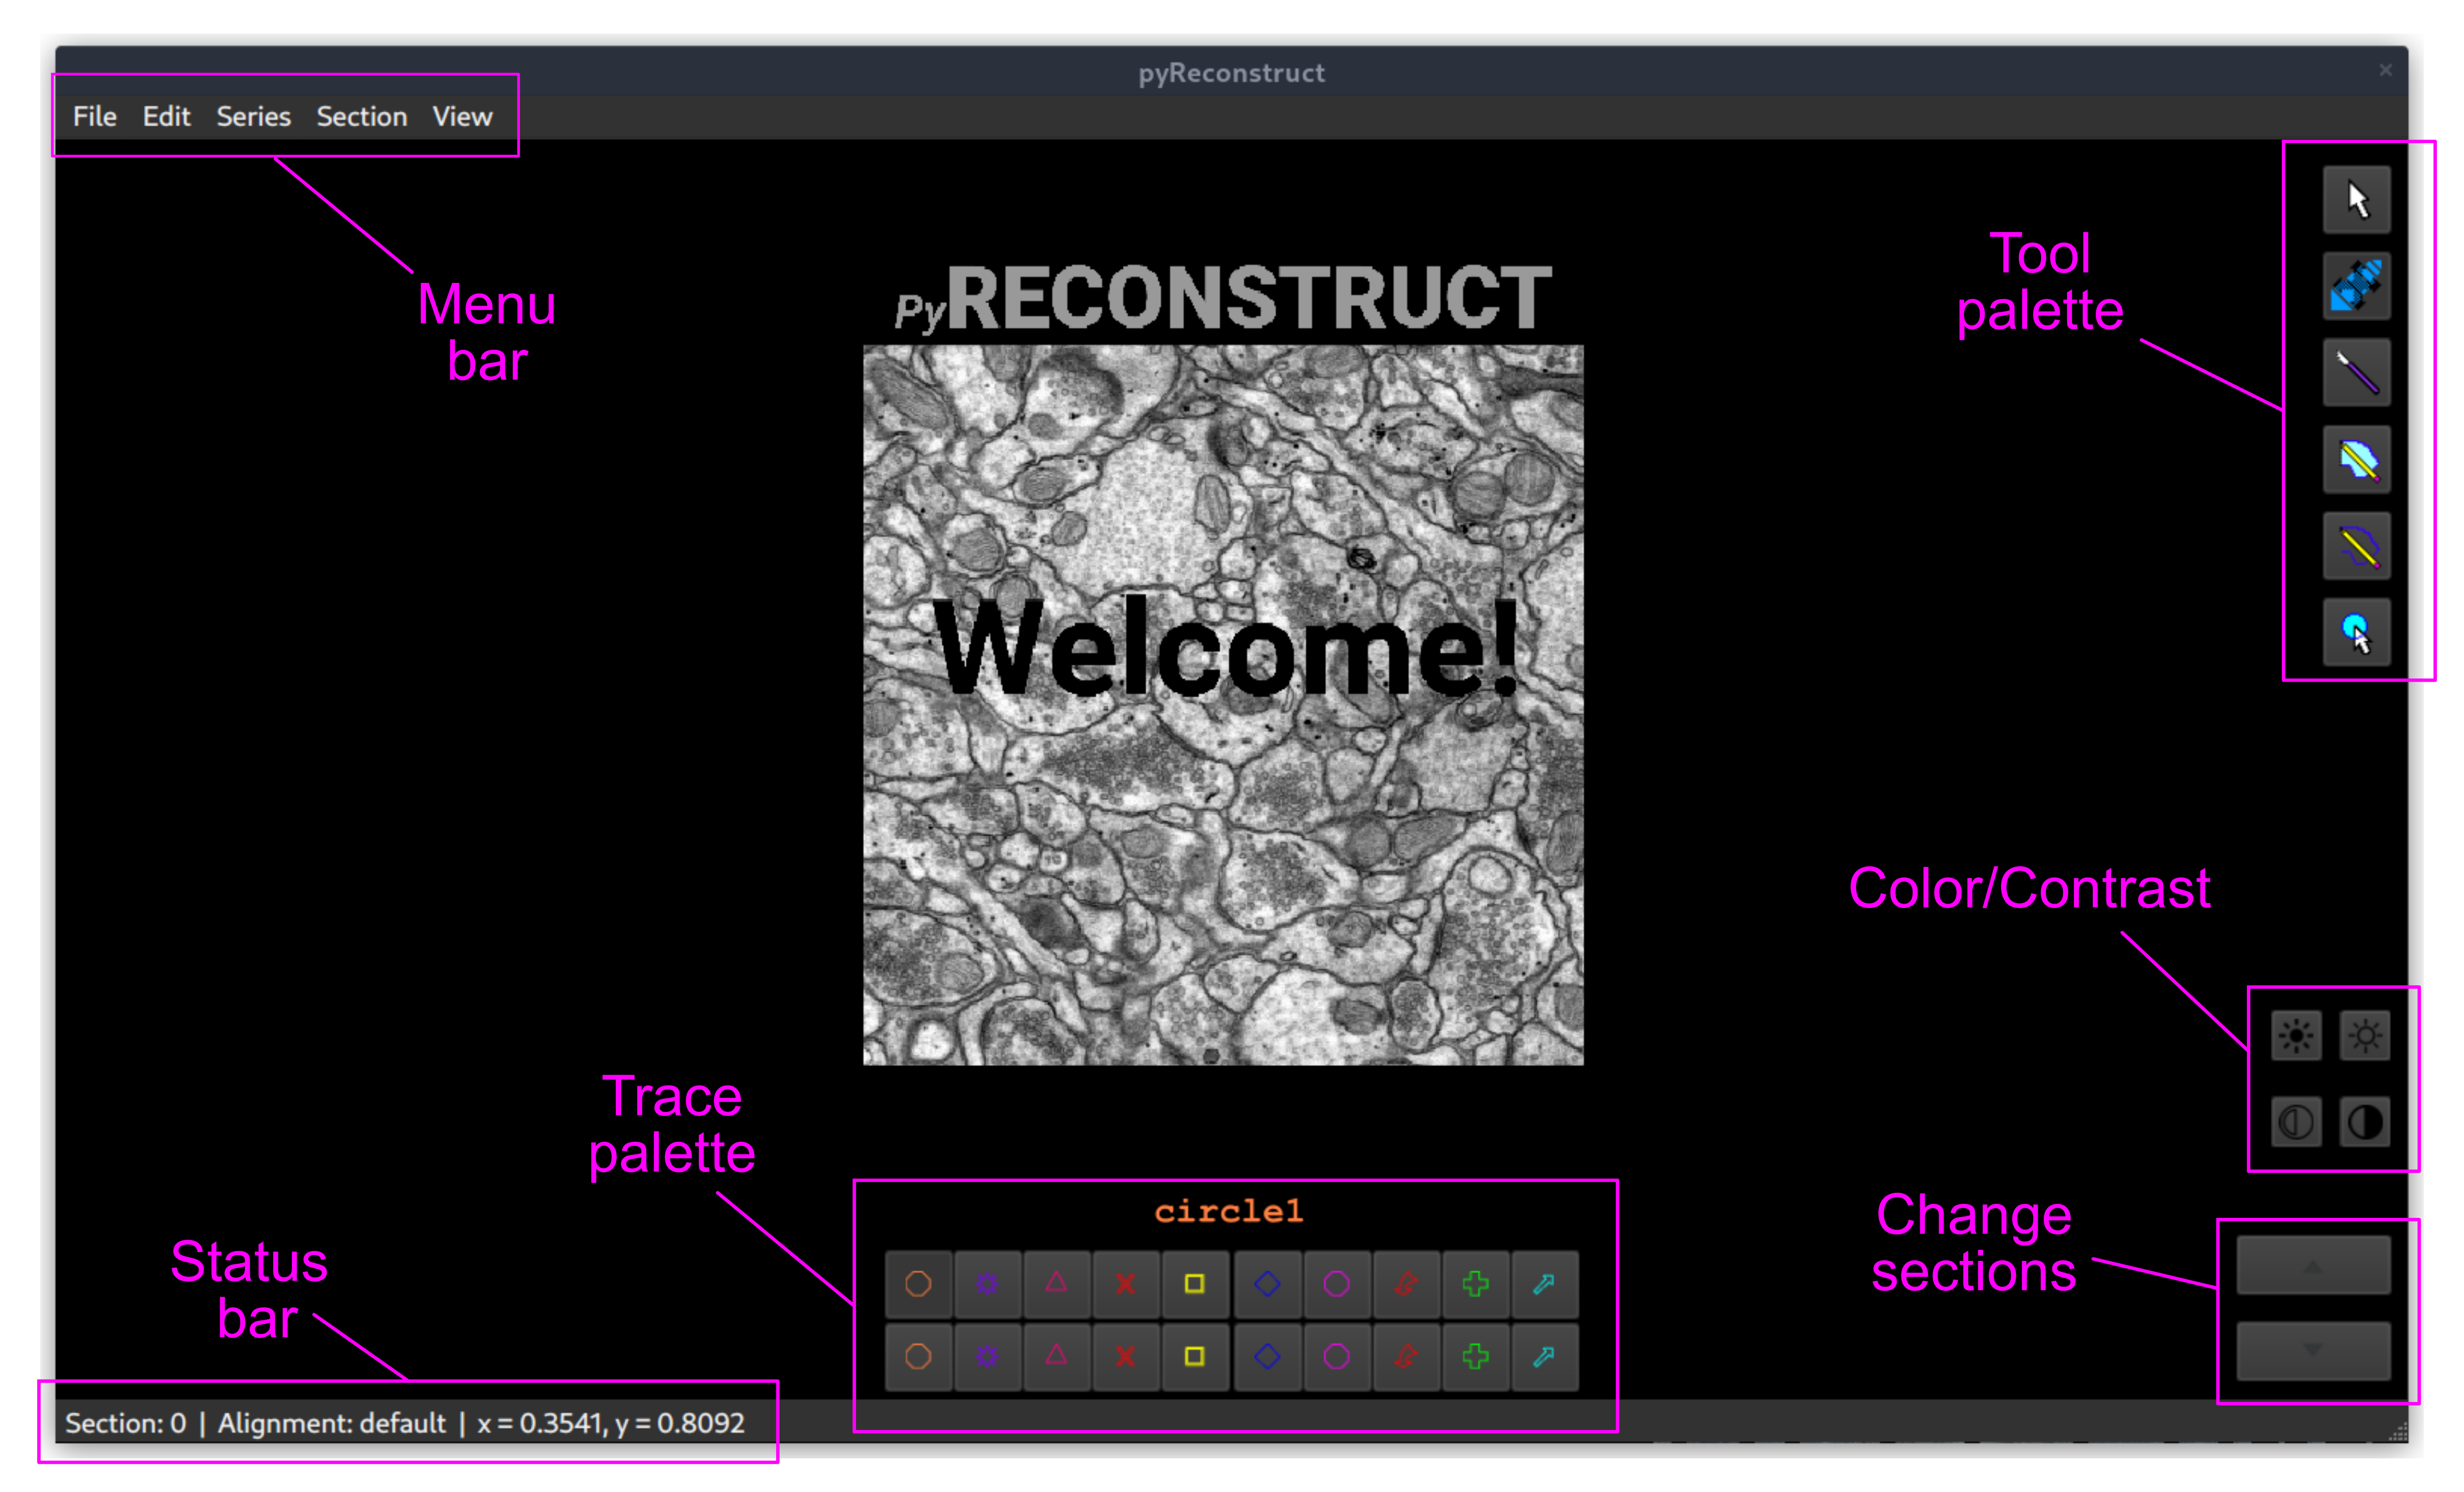 pyReconstruct
File Edit Series Section View
Menu
bar
Tool
palette
PyRECONSTRUCT
Welcome!
Color/Contrast
Trace
palette
Change
sections
circle1
Status
bar
Section: 0 | Alignment: default | x = 0.3541, y = 0.8092